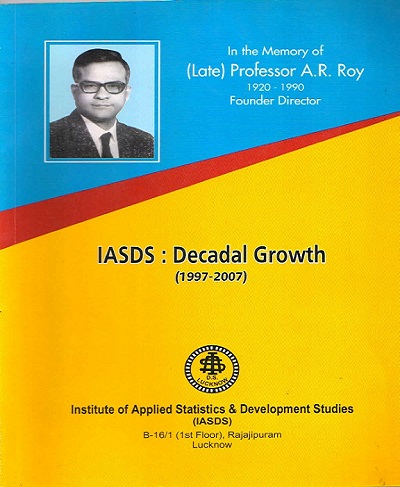 In the Memory of
(Late) Professor A.R. Roy
1920 - 1990
Founder Director
IASDS : Decadal Growth
(1997-2007)
D.S.
LUCKNOW
Institute of Applied Statistics & Development Studies
(IASDS)
B-16/1 (1st Floor), Rajajipuram
Lucknow